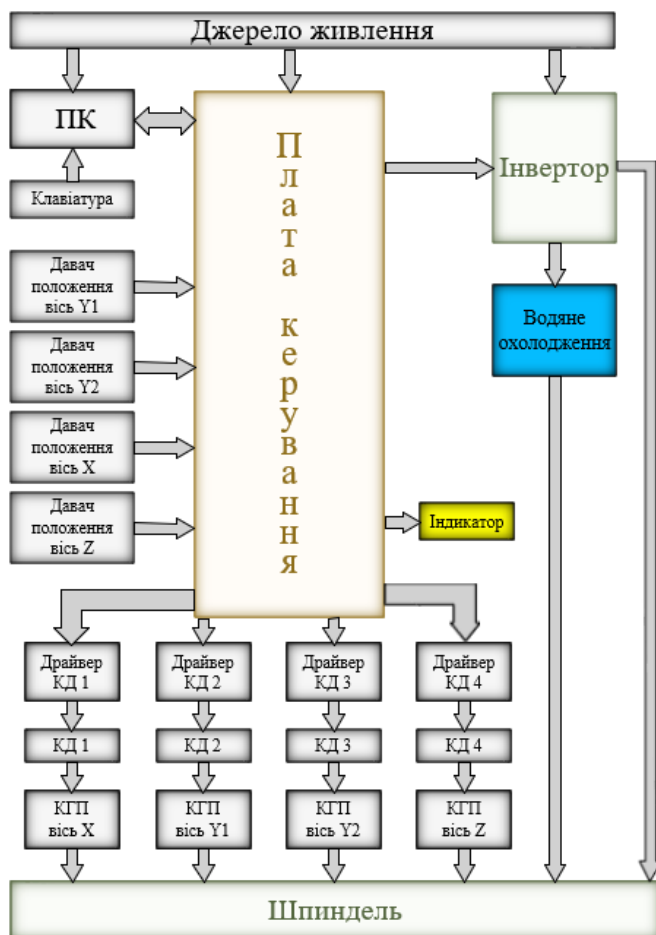 Джерело живлення
ПК
Плата керування
Інвертор
Клавіатура
Давач
положення
вісь Y1
Водяне
охолодження
Давач
положення
вісь Y2
Давач
положення
вісь X
Давач
положення
вісь Z
Індикатор
Драйвер
КД 1
Драйвер
КД 2
Драйвер
КД 3
Драйвер
КД 4
КД 1
КД 2
КД 3
КД 4
КГП
вісь X
КГП
вісь Y1
КГП
вісь Y2
КГП
вісь Z
Шпиндель